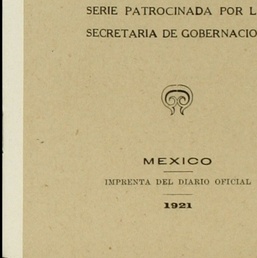 SERIE PATROCINADA POR L
SECRETARIA DE GOBERNACIO
MEXICO
IMPRENTA DEL DIARIO OFICIAL
1921